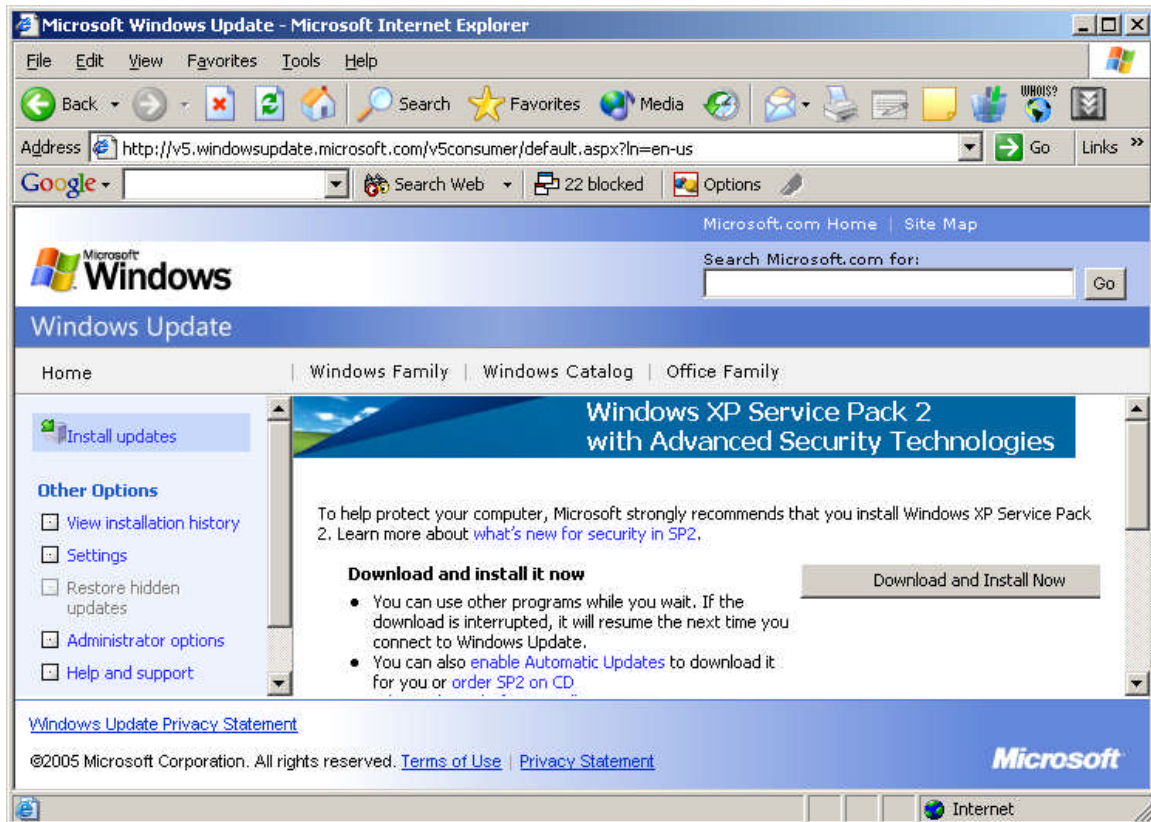 Microsoft Windows Update - Microsoft Internet Explorer
File Edit View Favorites Tools Help
Back Search Favorites Media WHOIS?
Address http://v5.windowsupdate.microsoft.com/v5consumer/default.aspx?ln=en-us Go Links »
Google Search Web 22 blocked Options
Microsoft.com Home | Site Map
Microsoft
Windows
Search Microsoft.com for:
Go
Windows Update
Home | Windows Family | Windows Catalog | Office Family
Install updates
Other Options
View installation history
Settings
Restore hidden
updates
Administrator options
Help and support
Windows XP Service Pack 2
with Advanced Security Technologies
To help protect your computer, Microsoft strongly recommends that you install Windows XP Service Pack
2. Learn more about what's new for security in SP2.
Download and install it now
Download and Install Now
• You can use other programs while you wait. If the
download is interrupted, it will resume the next time you
connect to Windows Update.
• You can also enable Automatic Updates to download it
for you or order SP2 on CD
Windows Update Privacy Statement
©2005 Microsoft Corporation. All rights reserved. Terms of Use | Privacy Statement
Microsoft
Internet